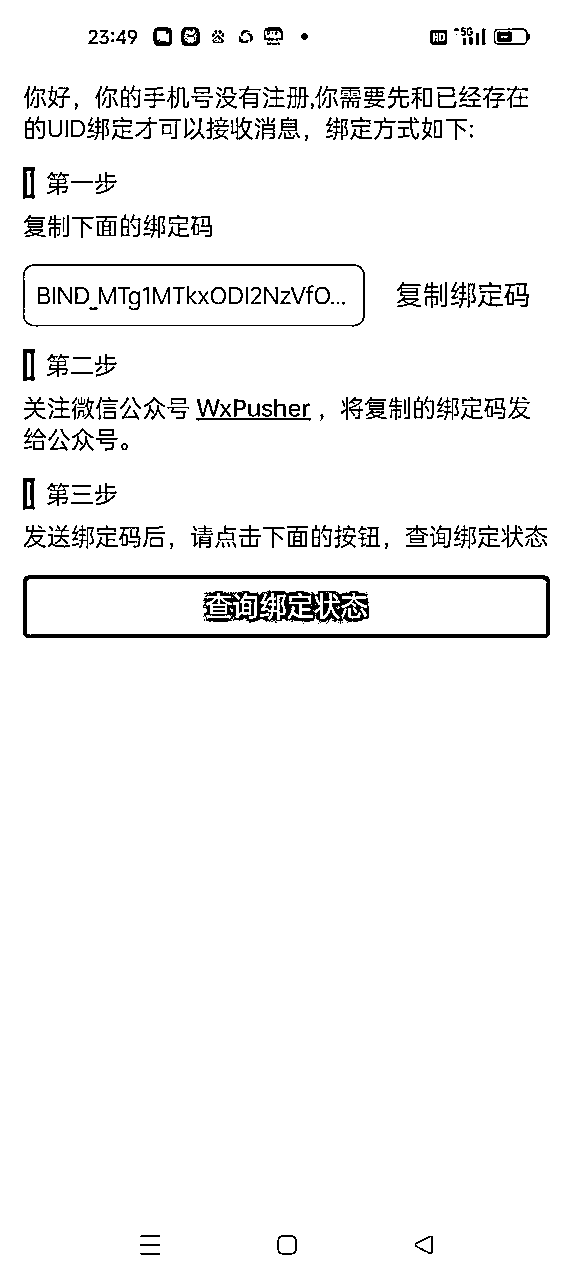 23:49
HD 5G
你好，你的手机号没有注册,你需要先和已经存在
的UID绑定才可以接收消息，绑定方式如下:
第一步
复制下面的绑定码
BIND_MTg1MTkxODI2NzVfO... 复制绑定码
第二步
关注微信公众号 WxPusher ，将复制的绑定码发
给公众号。
第三步
发送绑定码后，请点击下面的按钮，查询绑定状态
查询绑定状态